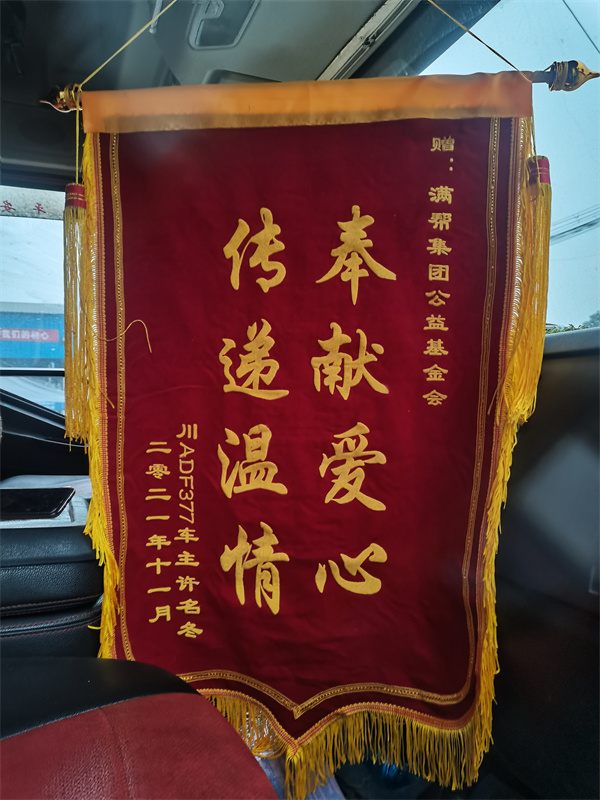 赠：满帮集团公益基金会
奉献爱心
传递温情
川ADF377车主许名冬
二零二一年十一月